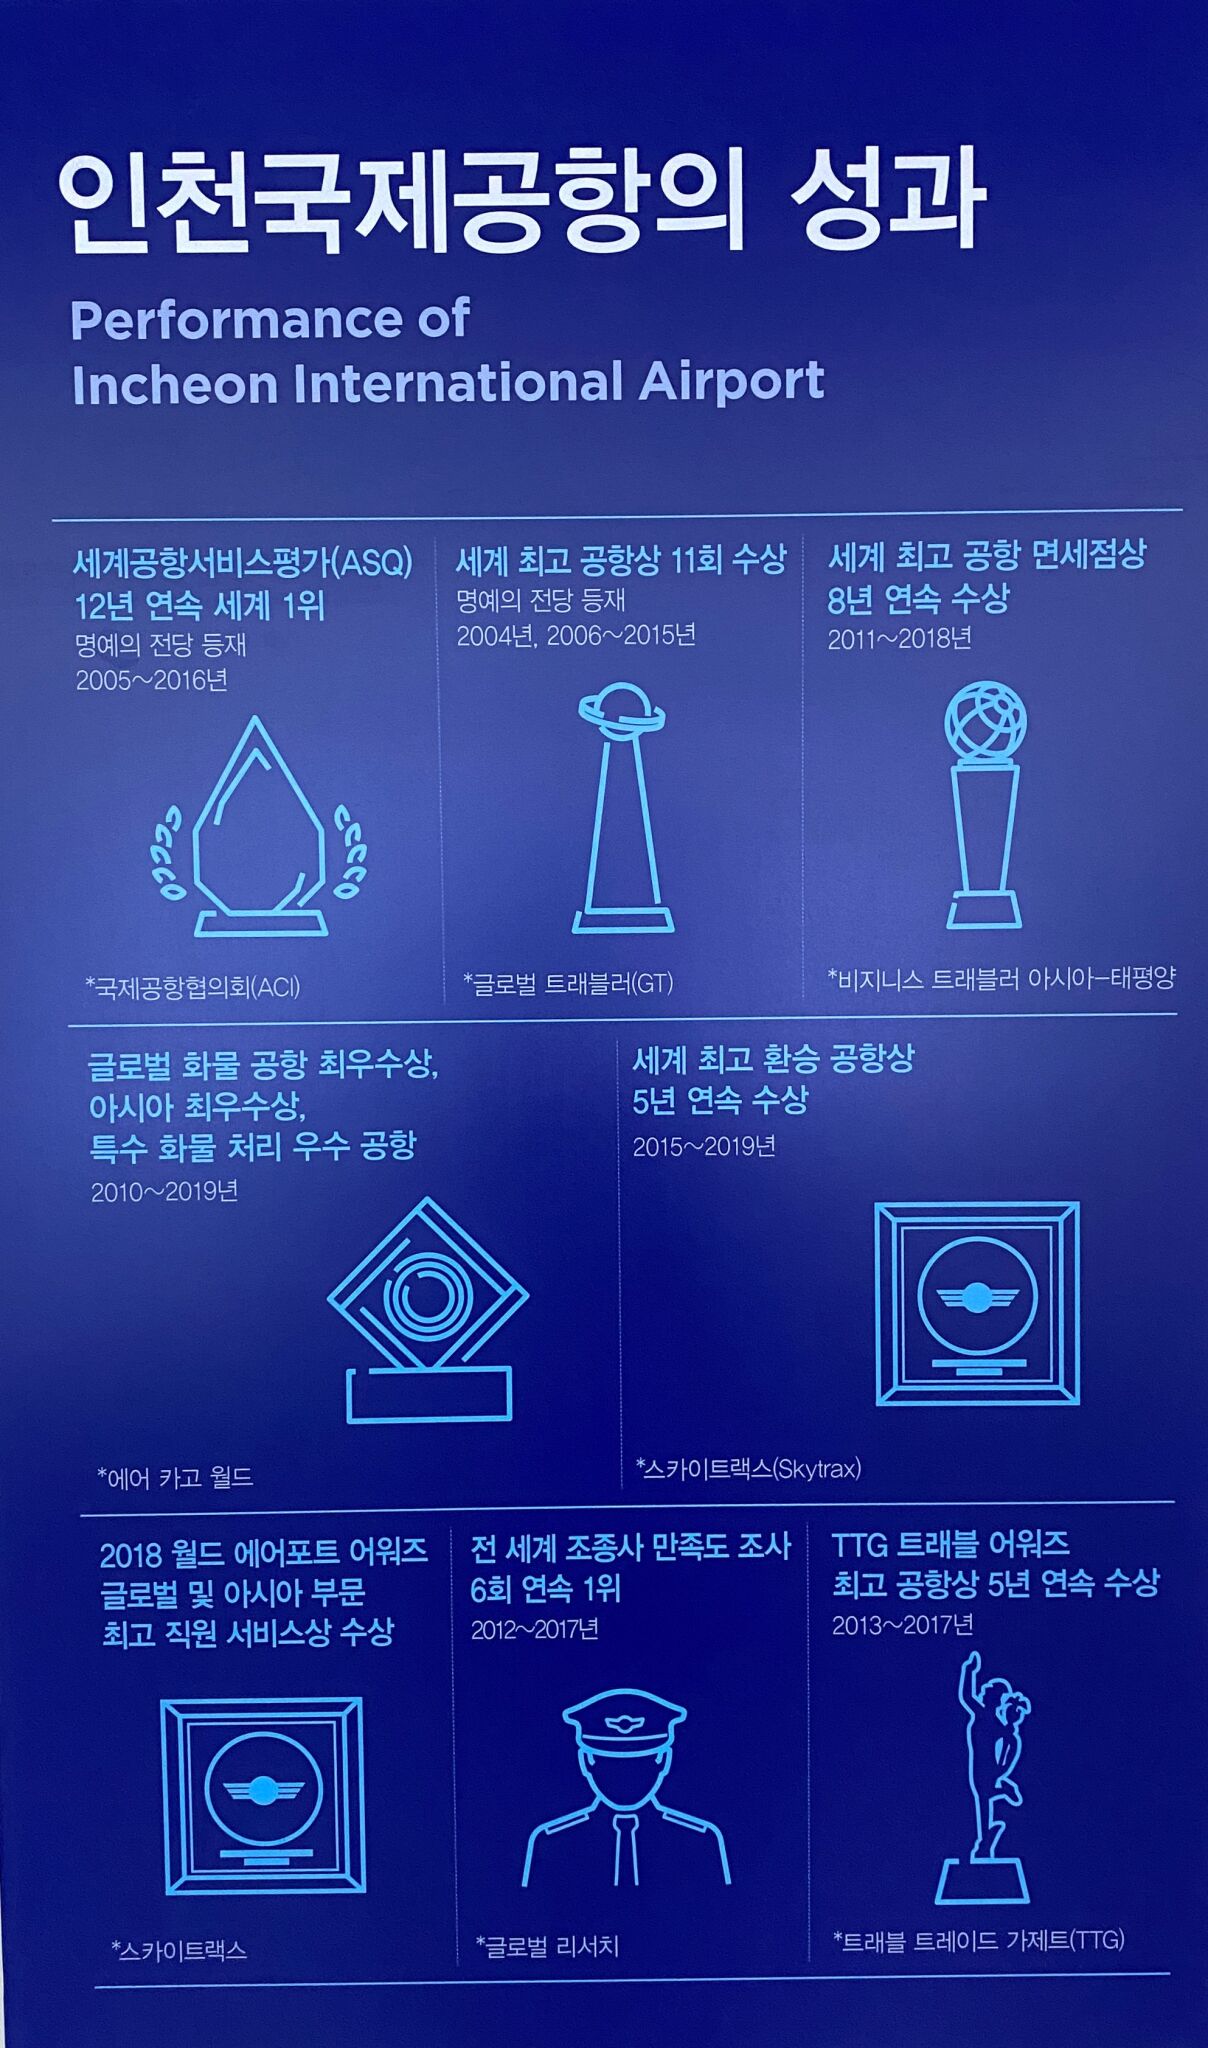 인천국제공항의 성과
Performance of
Incheon International Airport
세계공항서비스평가(ASQ)
12년 연속 세계 1위
명예의 전당 등재
2005～2016년
*국제공항협의회(ACI)
세계 최고 공항상 11회 수상
명예의 전당 등재
2004년, 2006～2015년
*글로벌 트래블러(GT)
세계 최고 공항 면세점상
8년 연속 수상
2011～2018년
*비지니스 트래블러 아시아-태평양
글로벌 화물 공항 최우수상,
아시아 최우수상,
특수 화물 처리 우수 공항
2010～2019년
*에어 카고 월드
세계 최고 환승 공항상
5년 연속 수상
2015～2019년
*스카이트랙스(Skytrax)
2018 월드 에어포트 어워즈
글로벌 및 아시아 부문
최고 직원 서비스상 수상
*스카이트랙스
전 세계 조종사 만족도 조사
6회 연속 1위
2012～2017년
*글로벌 리서치
TTG 트래블 어워즈
최고 공항상 5년 연속 수상
2013～2017년
*트래블 트레이드 가제트(TTG)